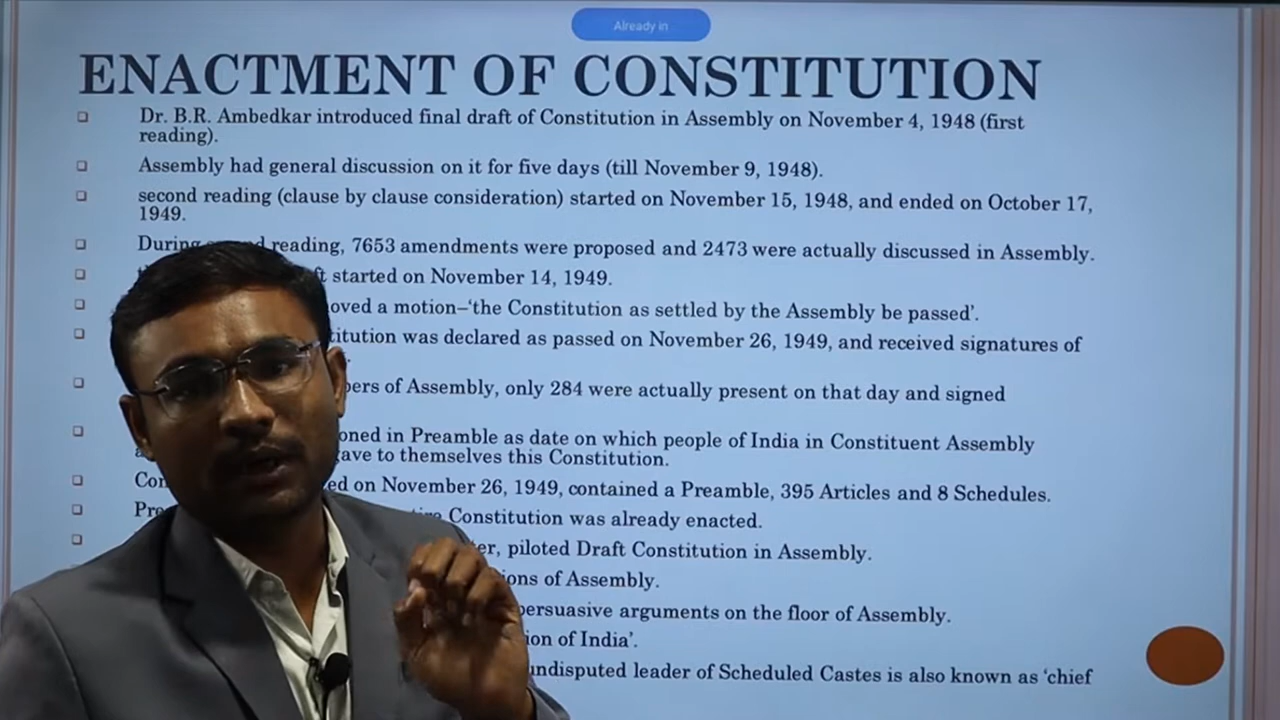 Already in
ENACTMENT OF CONSTITUTION
Dr. B.R. Ambedkar introduced final draft of Constitution in Assembly on November 4, 1948 (first
reading).
Assembly had general discussion on it for five days (till November 9, 1948).
second reading (clause by clause consideration) started on November 15, 1948, and ended on October 17,
1949.
During reading, 7653 amendments were proposed and 2473 were actually discussed in Assembly.
started on November 14, 1949.
oved a motion–‘the Constitution as settled by the Assembly be passed’.
titution was declared as passed on November 26, 1949, and received signatures of
bers of Assembly, only 284 were actually present on that day and signed
oned in Preamble as date on which people of India in Constituent Assembly
ave to themselves this Constitution.
Con ed on November 26, 1949, contained a Preamble, 395 Articles and 8 Schedules.
Pre Constitution was already enacted.
er, piloted Draft Constitution in Assembly.
ions of Assembly.
persuasive arguments on the floor of Assembly.
ion of India’.
undisputed leader of Scheduled Castes is also known as ‘chief